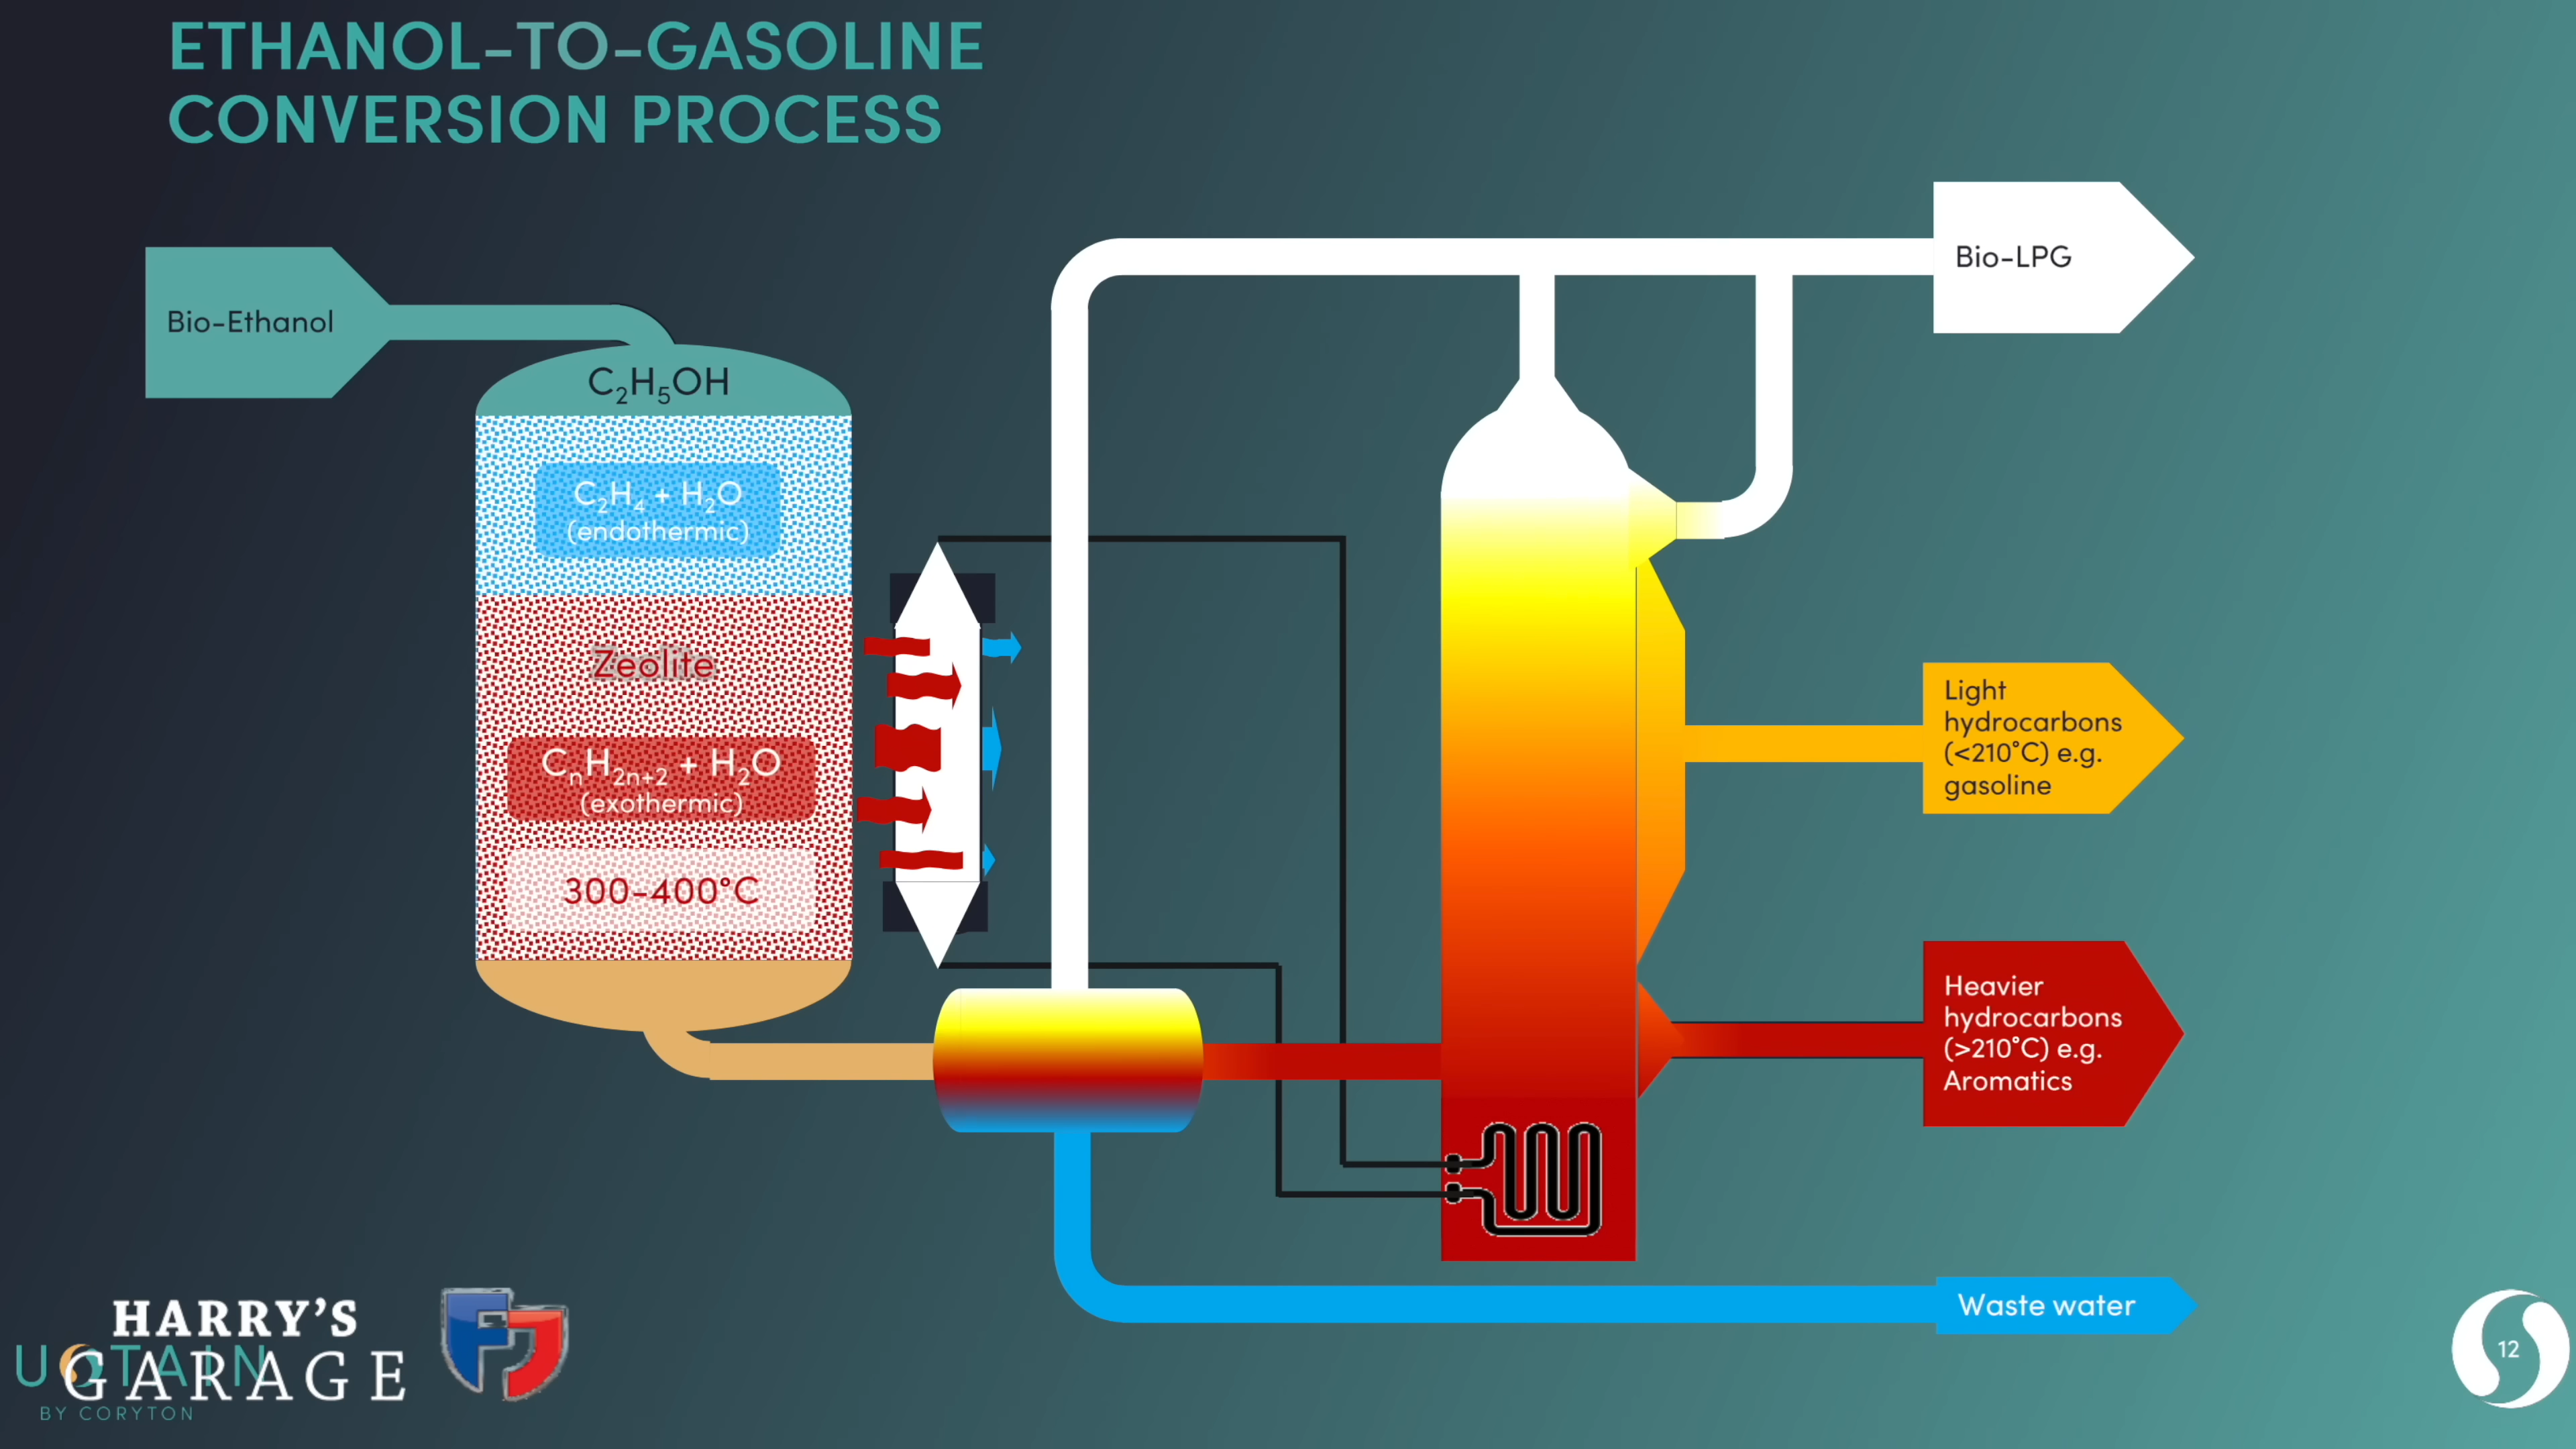 ETHANOL-TO-GASOLINE
CONVERSION PROCESS
Bio-Ethanol
C₂H₅OH
C₂H₄ + H₂O
(endothermic)
Zeolite
CₙH₂ₙ₊₂ + H₂O
(exothermic)
300-400°C
Bio-LPG
Light
hydrocarbons
(<210°C) e.g.
gasoline
Heavier
hydrocarbons
(>210°C) e.g.
Aromatics
Waste water
HARRY'S
GARAGE
SUSTAIN
BY CORYTON
12